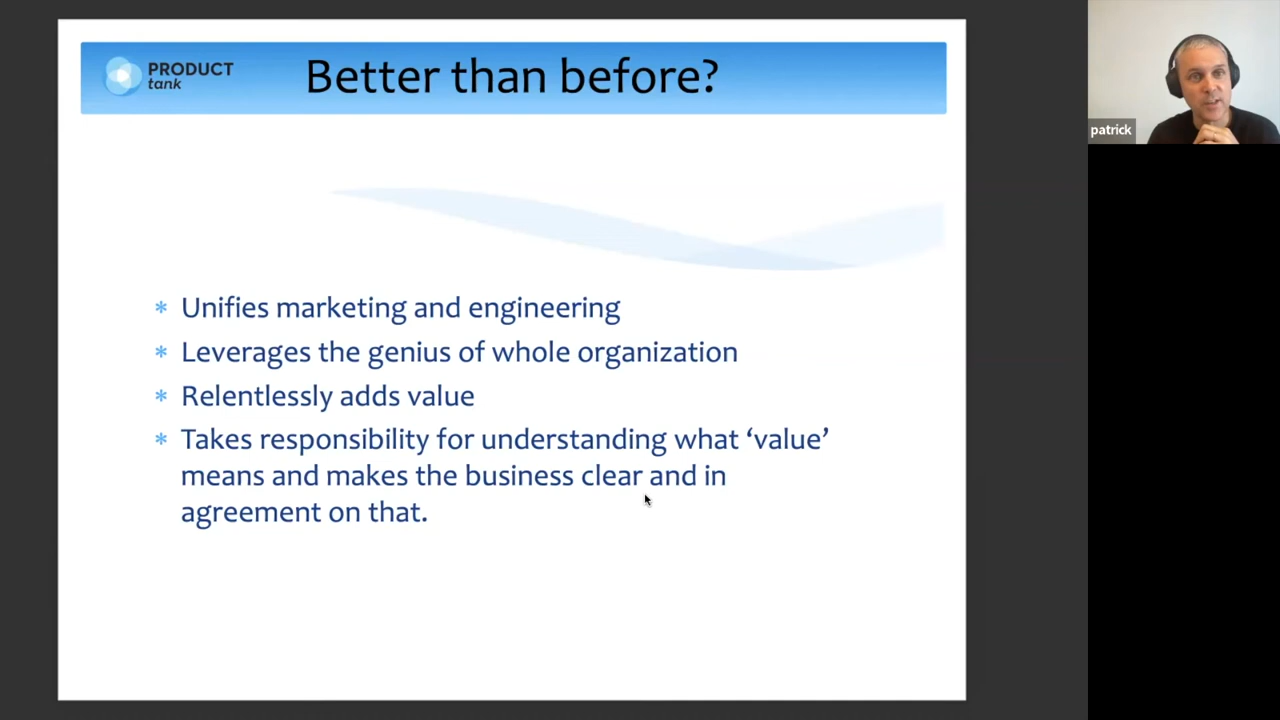 PRODUCT
tank
Better than before?
patrick
* Unifies marketing and engineering
* Leverages the genius of whole organization
* Relentlessly adds value
* Takes responsibility for understanding what ‘value’
means and makes the business clear and in
agreement on that.